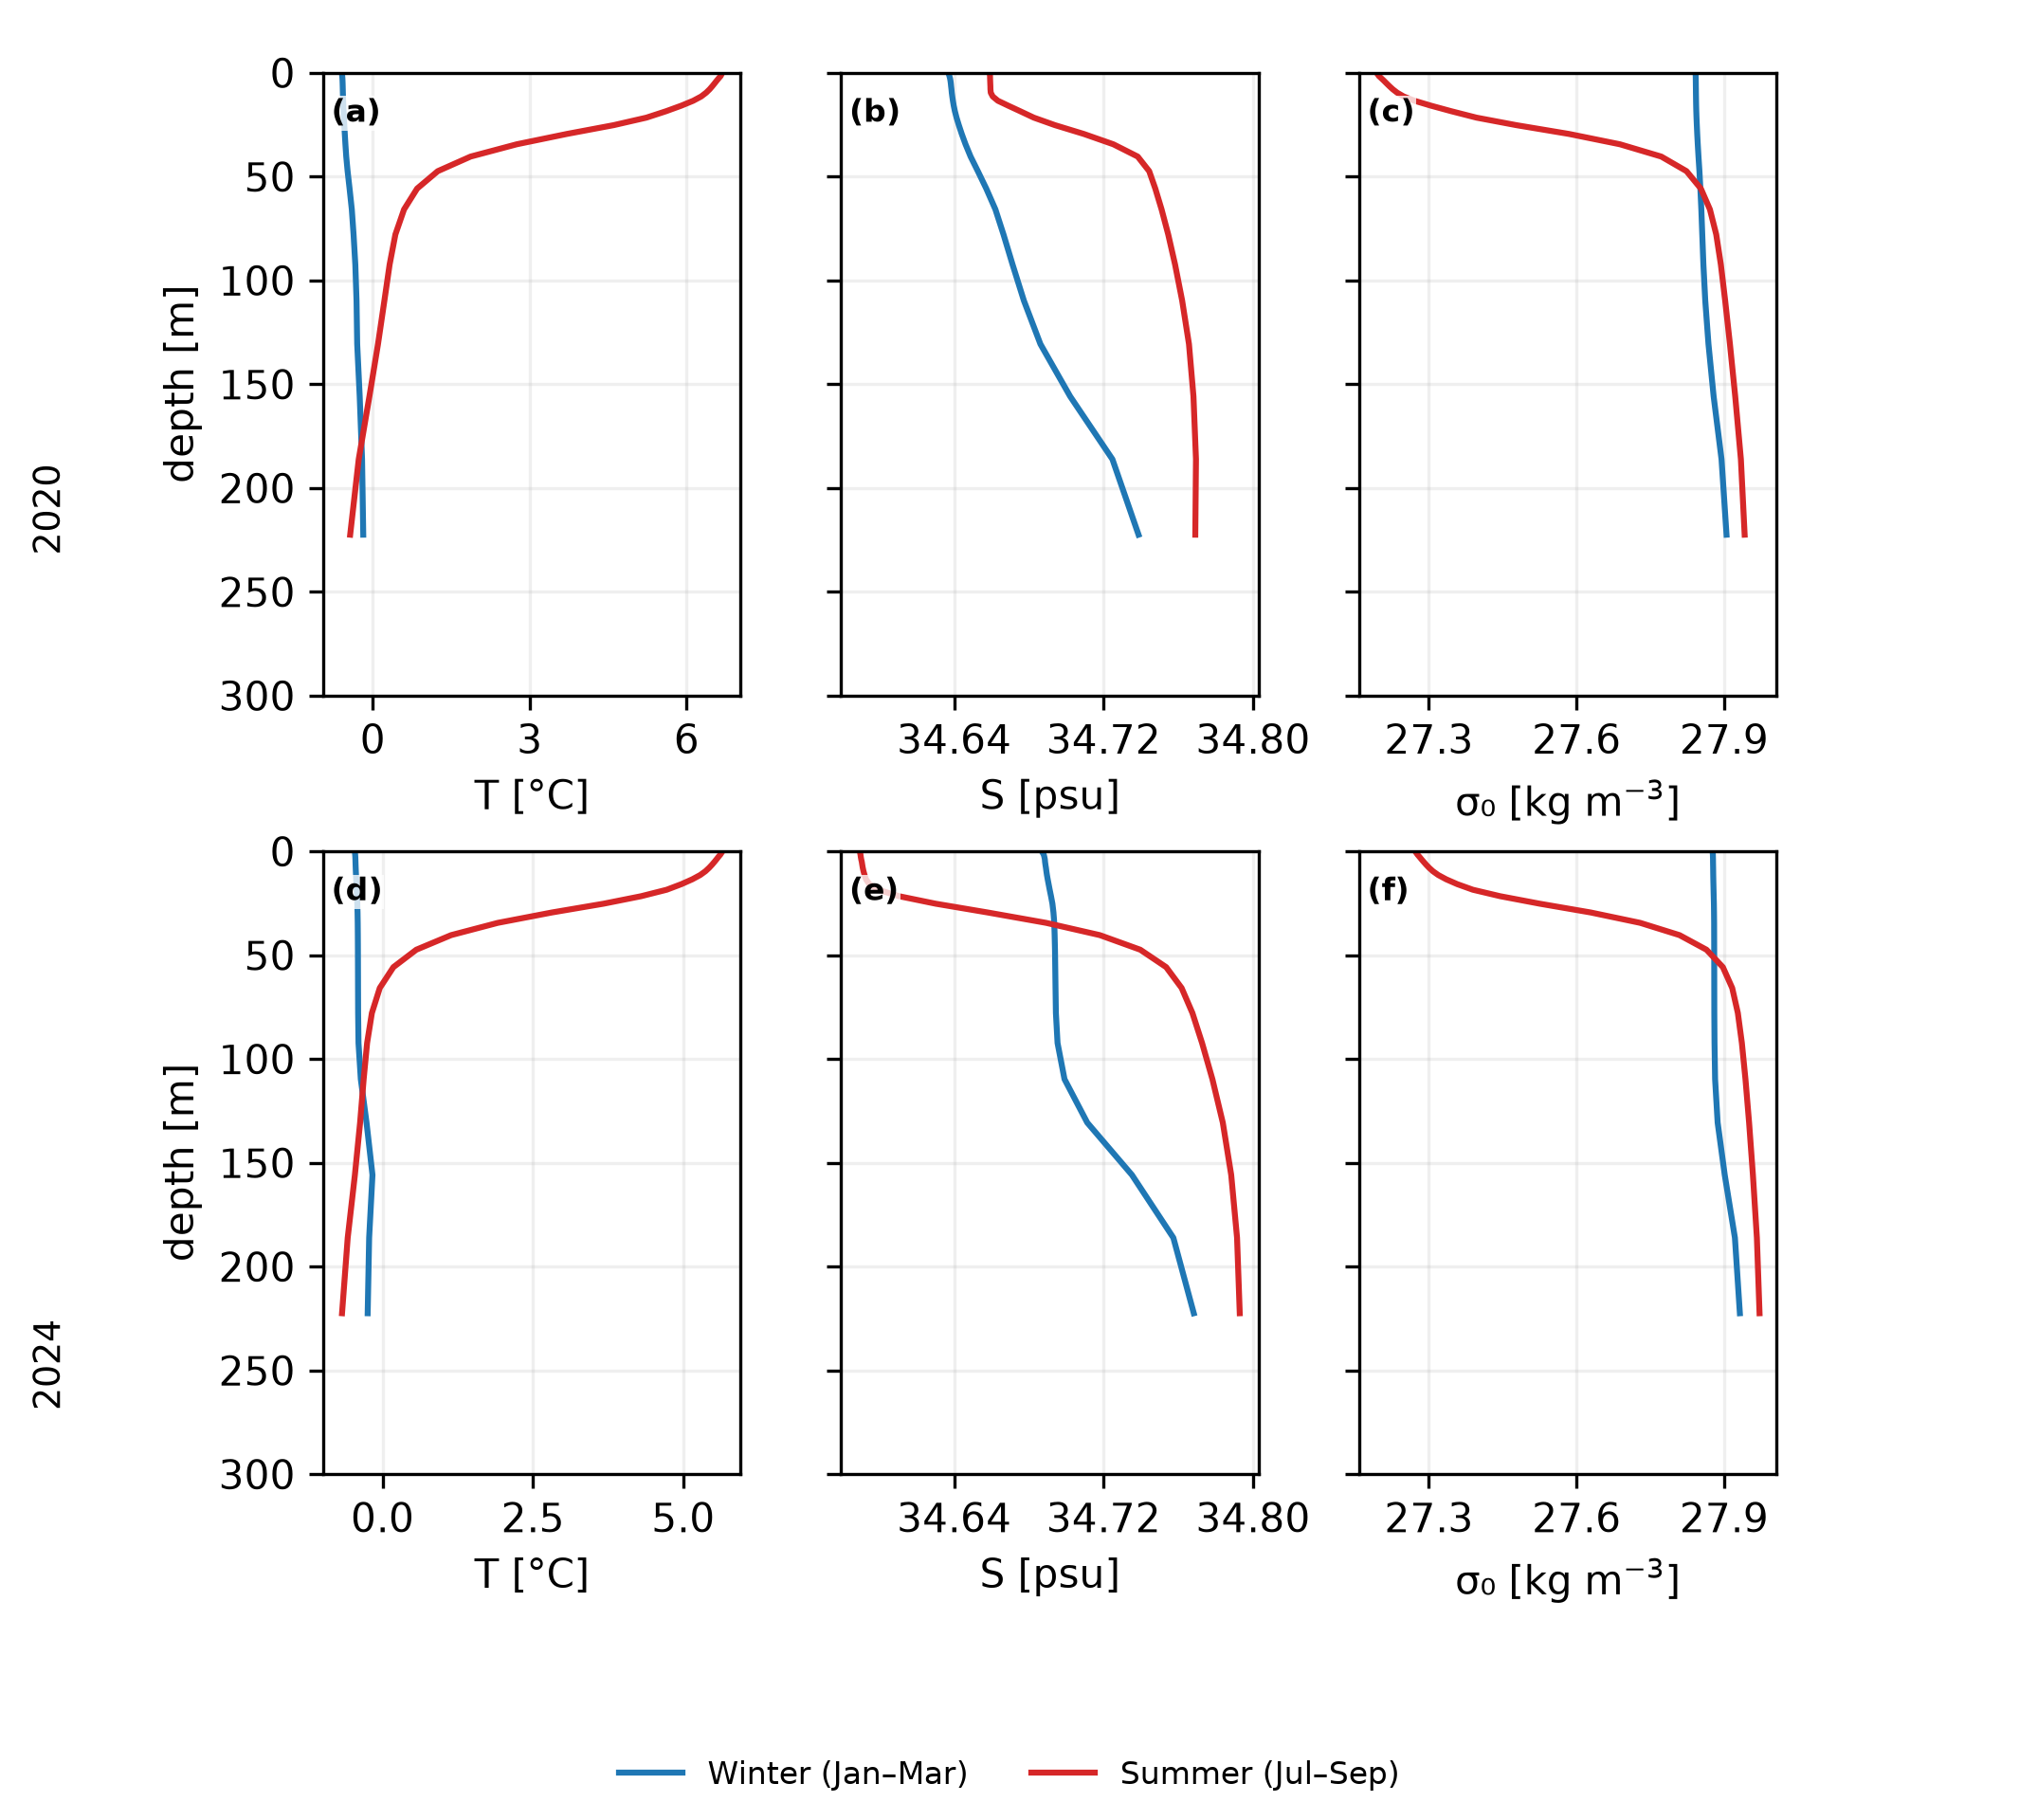 2020
depth [m]
0
50
100
150
200
250
300
(a)
0 3 6
T [°C]
(b)
34.64 34.72 34.80
S [psu]
(c)
27.3 27.6 27.9
σ₀ [kg m⁻³]
2024
depth [m]
0
50
100
150
200
250
300
(d)
0.0 2.5 5.0
T [°C]
(e)
34.64 34.72 34.80
S [psu]
(f)
27.3 27.6 27.9
σ₀ [kg m⁻³]
Winter (Jan–Mar) Summer (Jul–Sep)